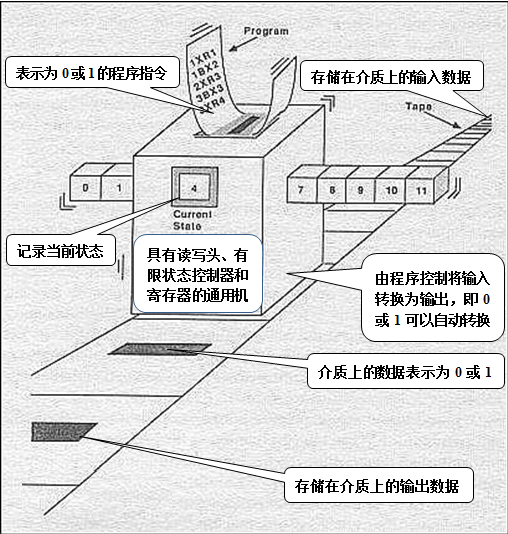 Program
1XR1
1BX2
2XR3
3BX3
3XR4
表示为 0 或 1 的程序指令
存储在介质上的输入数据
Tape
0 1
4
7 8 9 10 11
Current
State
记录当前状态
具有读写头、有
限状态控制器和
寄存器的通用机
由程序控制将输入
转换为输出，即 0
或 1 可以自动转换
介质上的数据表示为 0 或 1
存储在介质上的输出数据